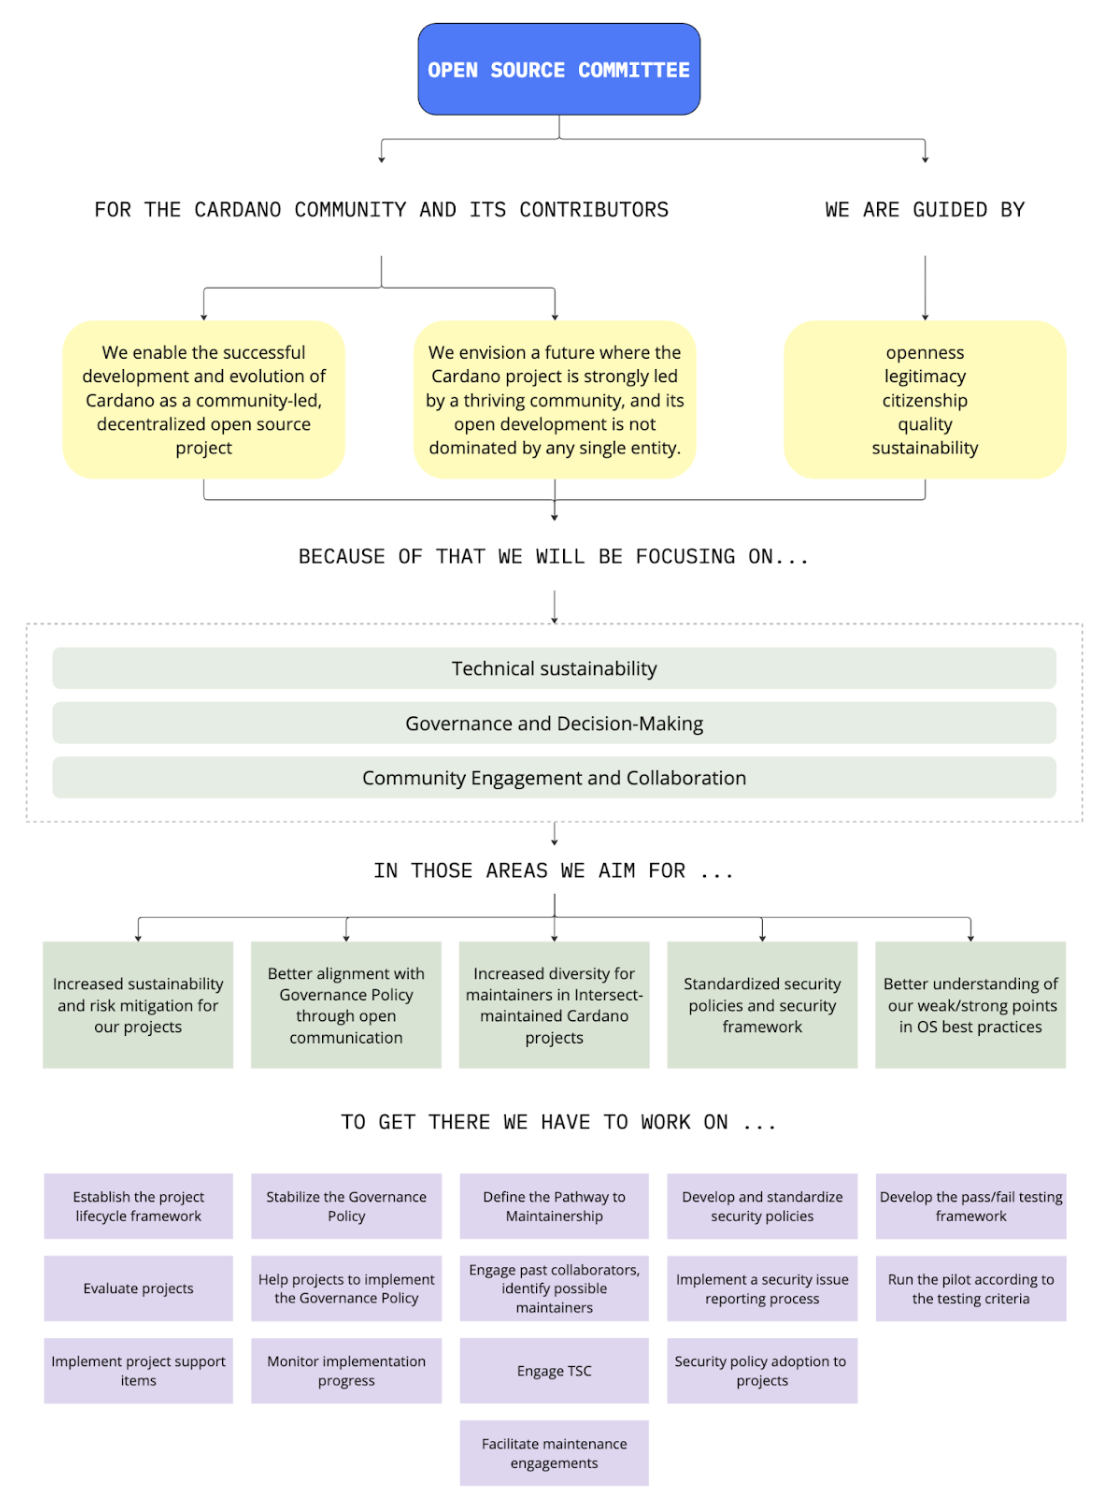 OPEN SOURCE COMMITTEE
FOR THE CARDANO COMMUNITY AND ITS CONTRIBUTORS
WE ARE GUIDED BY
We enable the successful
development and evolution of
Cardano as a community-led,
decentralized open source
project
We envision a future where the
Cardano project is strongly led
by a thriving community, and its
open development is not
dominated by any single entity.
openness
legitimacy
citizenship
quality
sustainability
BECAUSE OF THAT WE WILL BE FOCUSING ON...
Technical sustainability
Governance and Decision-Making
Community Engagement and Collaboration
IN THOSE AREAS WE AIM FOR ...
Increased sustainability
and risk mitigation for
our projects
Better alignment with
Governance Policy
through open
communication
Increased diversity for
maintainers in Intersect-
maintained Cardano
projects
Standardized security
policies and security
framework
Better understanding of
our weak/strong points
in OS best practices
TO GET THERE WE HAVE TO WORK ON ...
Establish the project
lifecycle framework
Stabilize the Governance
Policy
Define the Pathway to
Maintainership
Develop and standardize
security policies
Develop the pass/fail testing
framework
Evaluate projects
Help projects to implement
the Governance Policy
Engage past collaborators,
identify possible
maintainers
Implement a security issue
reporting process
Run the pilot according to
the testing criteria
Implement project support
items
Monitor implementation
progress
Engage TSC
Security policy adoption to
projects
Facilitate maintenance
engagements